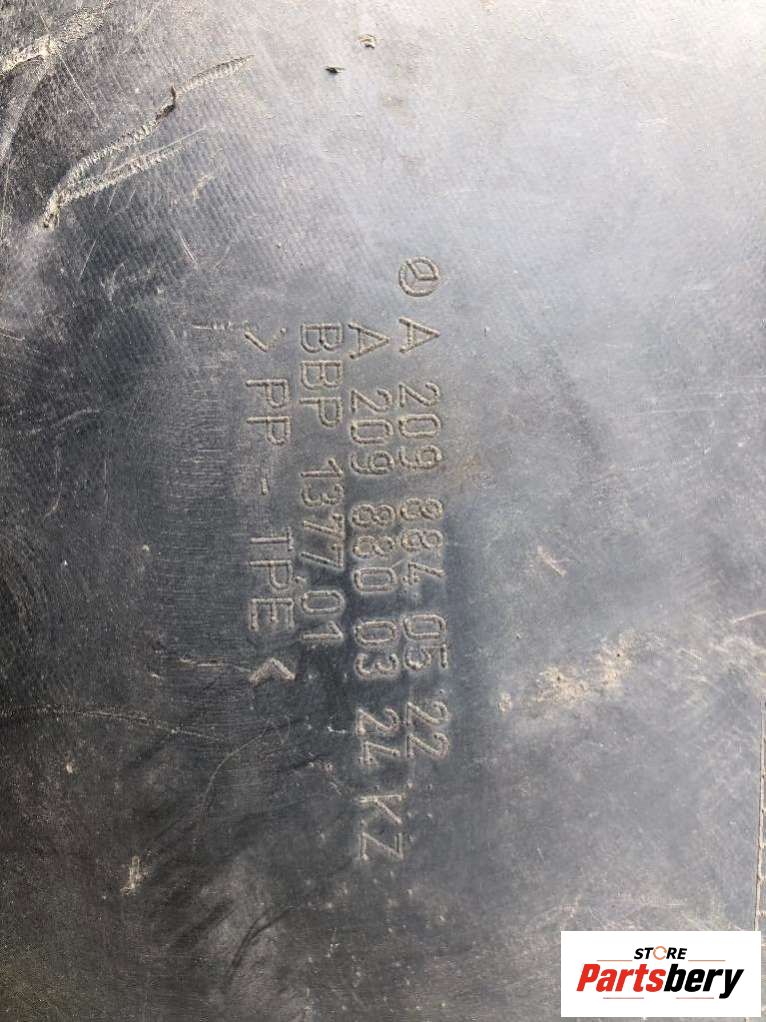 A 209 884 05 22
A 209 880 03 24 KZ
BBP 1377,01
> PP - TPE <
STORE
Partsbery